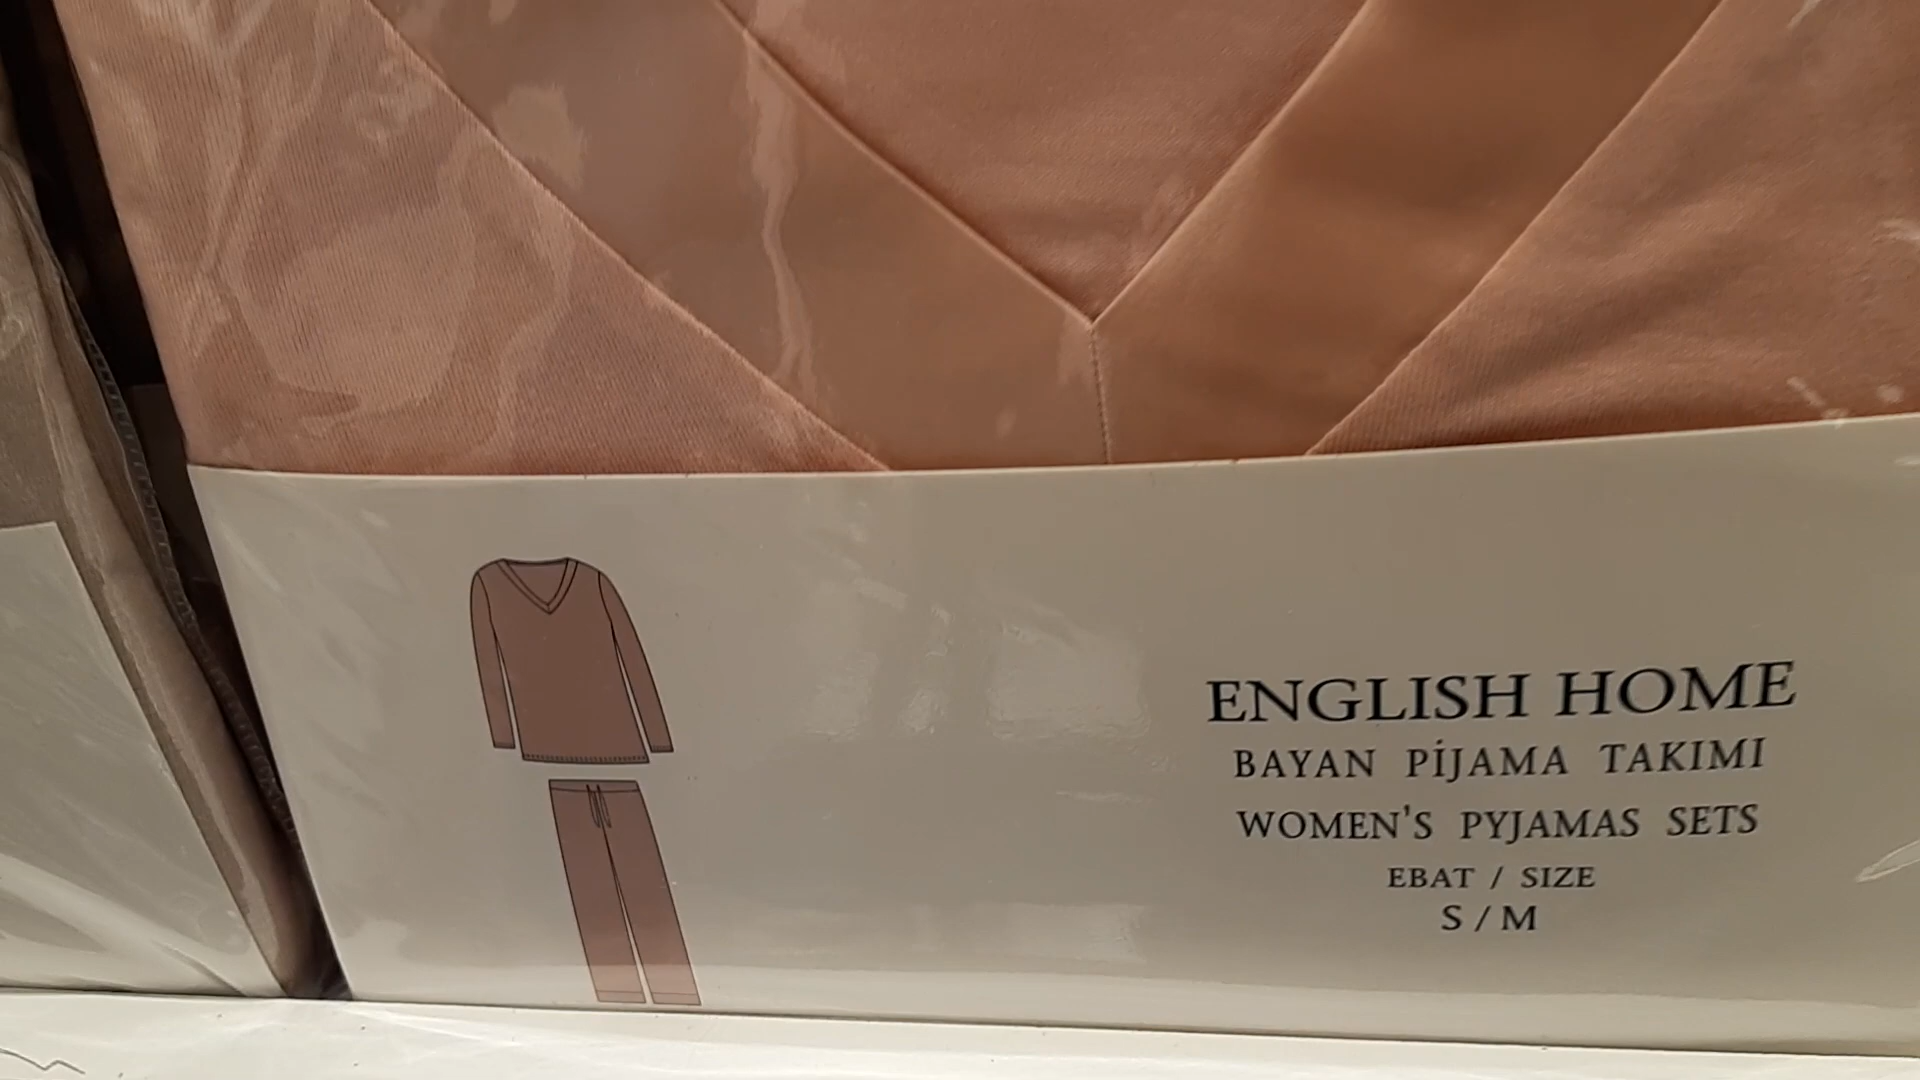 ENGLISH HOME
BAYAN PİJAMA TAKIMI
WOMEN'S PYJAMAS SETS
EBAT / SIZE
S / M